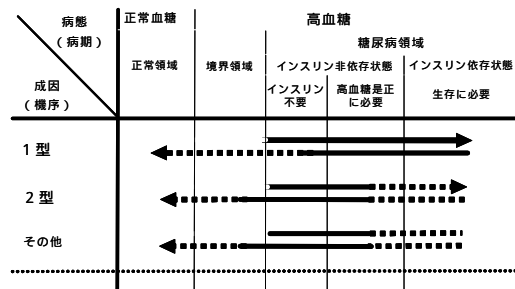 病態
（病期）
成因
（機序）
正常血糖
高血糖
糖尿病領域
正常領域
境界領域
インスリン非依存状態
インスリン依存状態
インスリン
不要
高血糖是正
に必要
生存に必要
1型
2型
その他